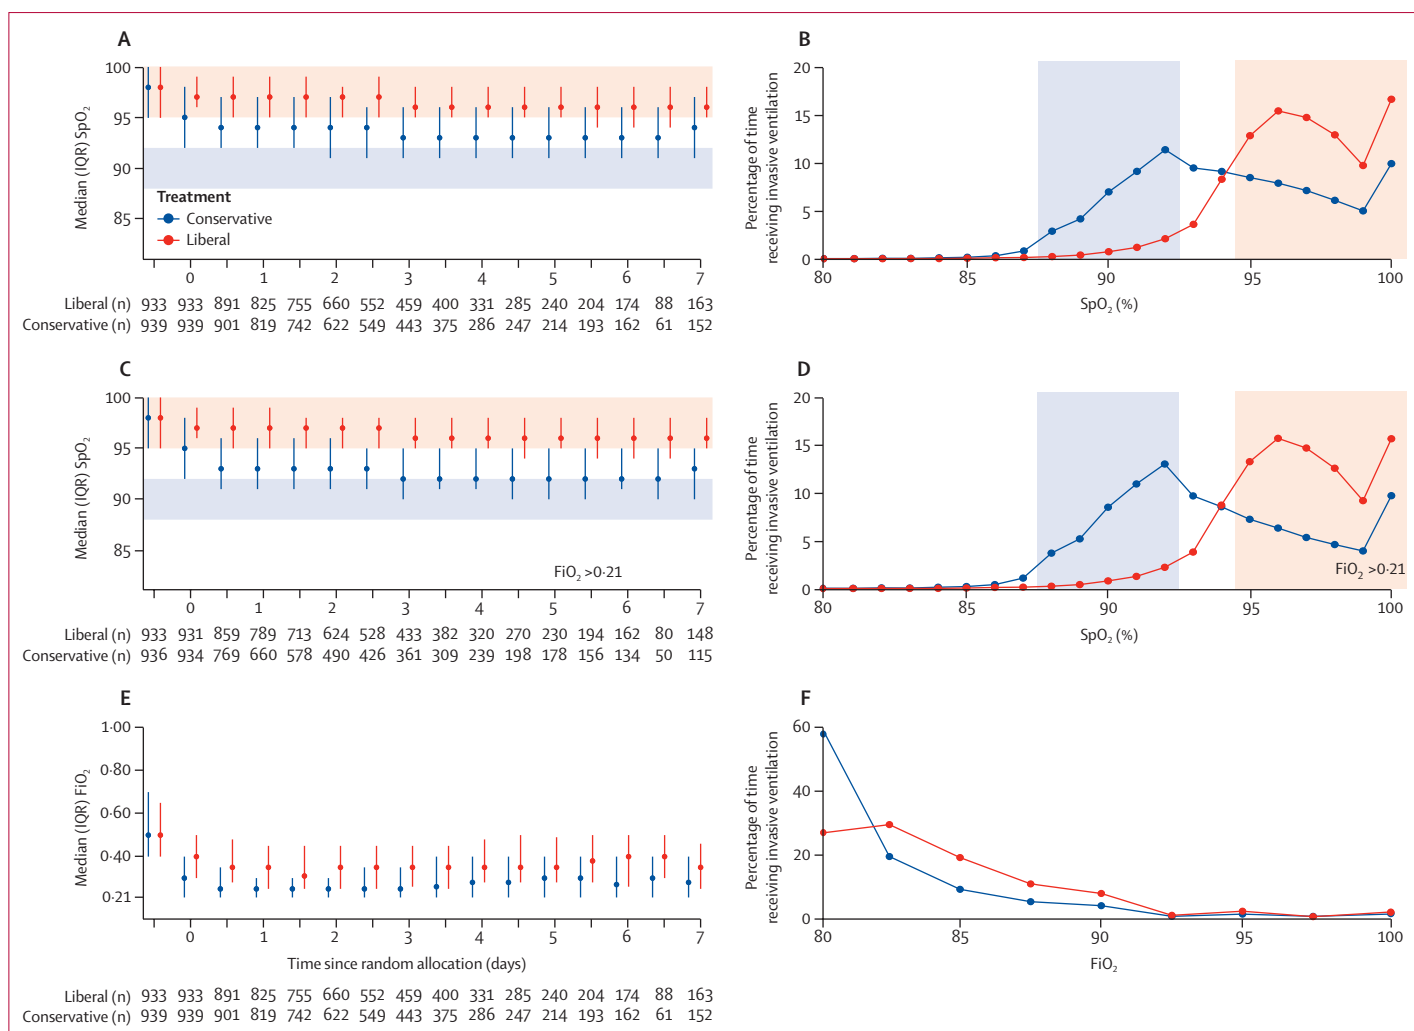 A
Median (IQR) SpO₂
100
95
90
85
Treatment
Conservative
Liberal
0 1 2 3 4 5 6 7
Liberal (n) 933 933 891 825 755 660 552 459 400 331 285 240 204 174 88 163
Conservative (n) 939 939 901 819 742 622 549 443 375 286 247 214 193 162 61 152
B
Percentage of time
receiving invasive ventilation
20
15
10
5
0
80 85 90 95 100
SpO₂ (%)
C
Median (IQR) SpO₂
100
95
90
85
FiO₂ >0·21
0 1 2 3 4 5 6 7
Liberal (n) 933 931 859 789 713 624 528 433 382 320 270 230 194 162 80 148
Conservative (n) 936 934 769 660 578 490 426 361 309 239 198 178 156 134 50 115
D
Percentage of time
receiving invasive ventilation
20
15
10
5
0
FiO₂ >0·21
80 85 90 95 100
SpO₂ (%)
E
Median (IQR) FiO₂
1·00
0·80
0·60
0·40
0·21
0 1 2 3 4 5 6 7
Time since random allocation (days)
Liberal (n) 933 933 891 825 755 660 552 459 400 331 285 240 204 174 88 163
Conservative (n) 939 939 901 819 742 622 549 443 375 286 247 214 193 162 61 152
F
Percentage of time
receiving invasive ventilation
60
40
20
0
80 85 90 95 100
FiO₂